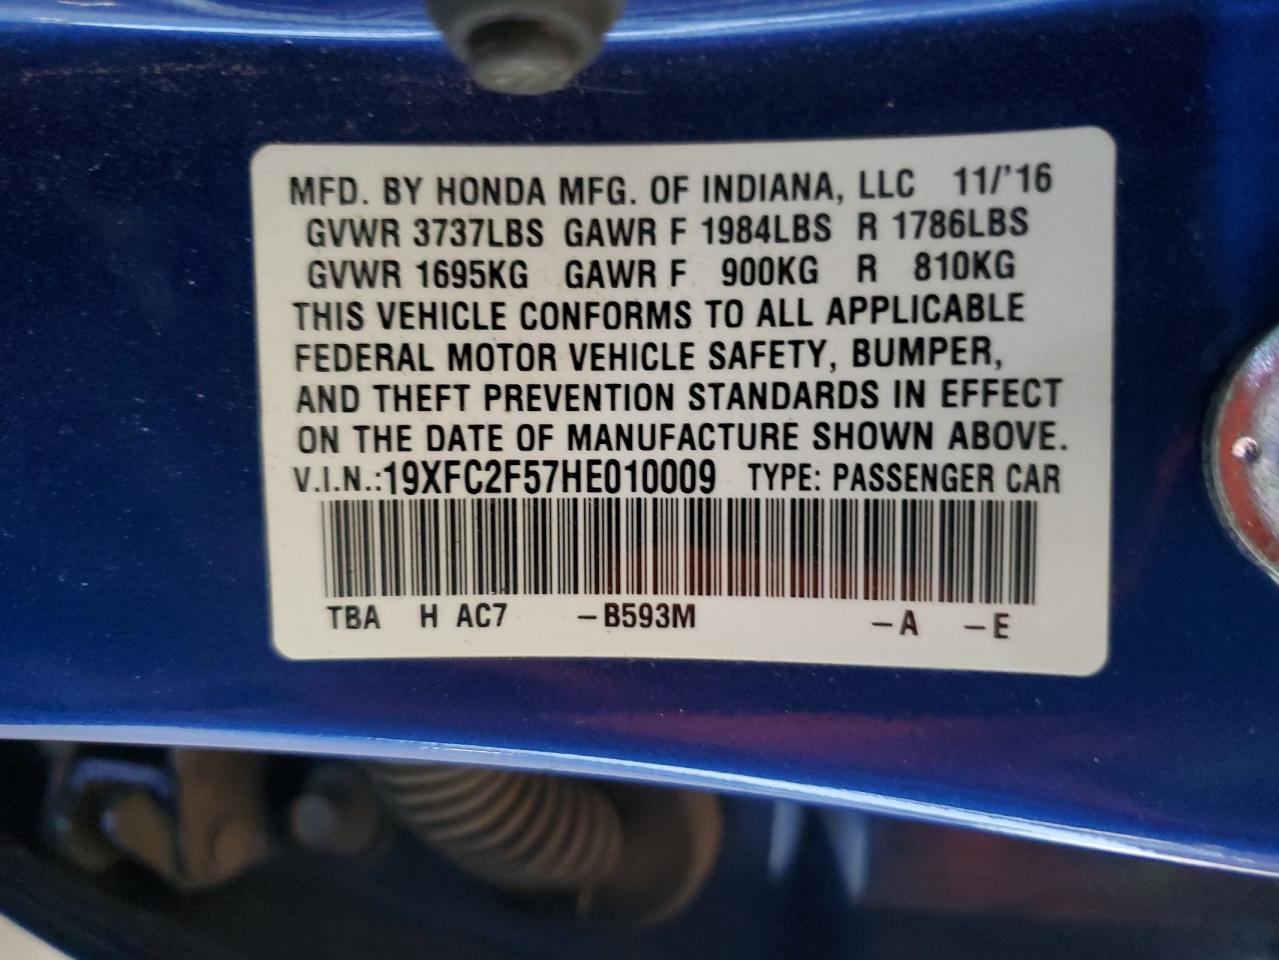 MFD. BY HONDA MFG. OF INDIANA, LLC 11/'16
GVWR 3737LBS GAWR F 1984LBS R 1786LBS
GVWR 1695KG GAWR F 900KG R 810KG
THIS VEHICLE CONFORMS TO ALL APPLICABLE
FEDERAL MOTOR VEHICLE SAFETY, BUMPER,
AND THEFT PREVENTION STANDARDS IN EFFECT
ON THE DATE OF MANUFACTURE SHOWN ABOVE.
V.I.N.:19XFC2F57HE010009 TYPE: PASSENGER CAR
TBA H AC7 -B593M -A -E